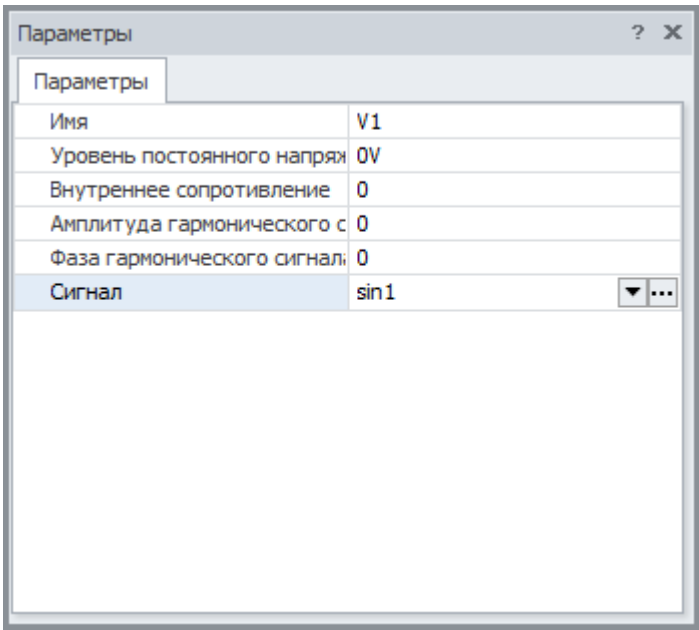 Параметры ? X
Параметры
Имя V1
Уровень постоянного напряж 0V
Внутреннее сопротивление 0
Амплитуда гармонического с 0
Фаза гармонического сигнала 0
Сигнал sin1 ...